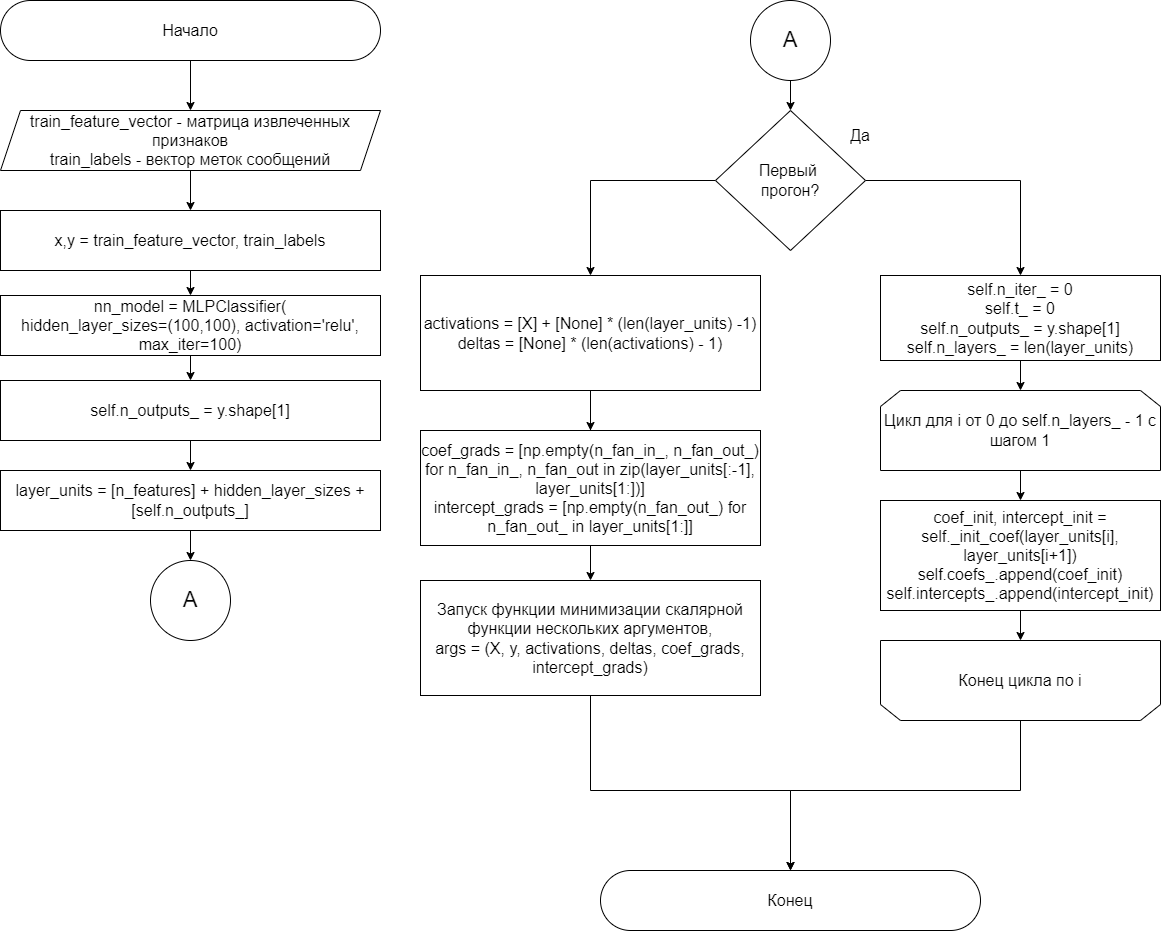 Начало
train_feature_vector - матрица извлеченных
признаков
train_labels - вектор меток сообщений
x,y = train_feature_vector, train_labels
nn_model = MLPClassifier(
hidden_layer_sizes=(100,100), activation='relu',
max_iter=100)
self.n_outputs_ = y.shape[1]
layer_units = [n_features] + hidden_layer_sizes +
[self.n_outputs_]
A
A
Первый
прогон?
Да
activations = [X] + [None] * (len(layer_units) -1)
deltas = [None] * (len(activations) - 1)
coef_grads = [np.empty(n_fan_in_, n_fan_out_)
for n_fan_in_, n_fan_out in zip(layer_units[:-1],
layer_units[1:])]
intercept_grads = [np.empty(n_fan_out_) for
n_fan_out_ in layer_units[1:]]
Запуск функции минимизации скалярной
функции нескольких аргументов,
args = (X, y, activations, deltas, coef_grads,
intercept_grads)
self.n_iter_ = 0
self.t_ = 0
self.n_outputs_ = y.shape[1]
self.n_layers_ = len(layer_units)
Цикл для i от 0 до self.n_layers_ - 1 с
шагом 1
coef_init, intercept_init =
self._init_coef(layer_units[i],
layer_units[i+1])
self.coefs_.append(coef_init)
self.intercepts_.append(intercept_init)
Конец цикла по i
Конец